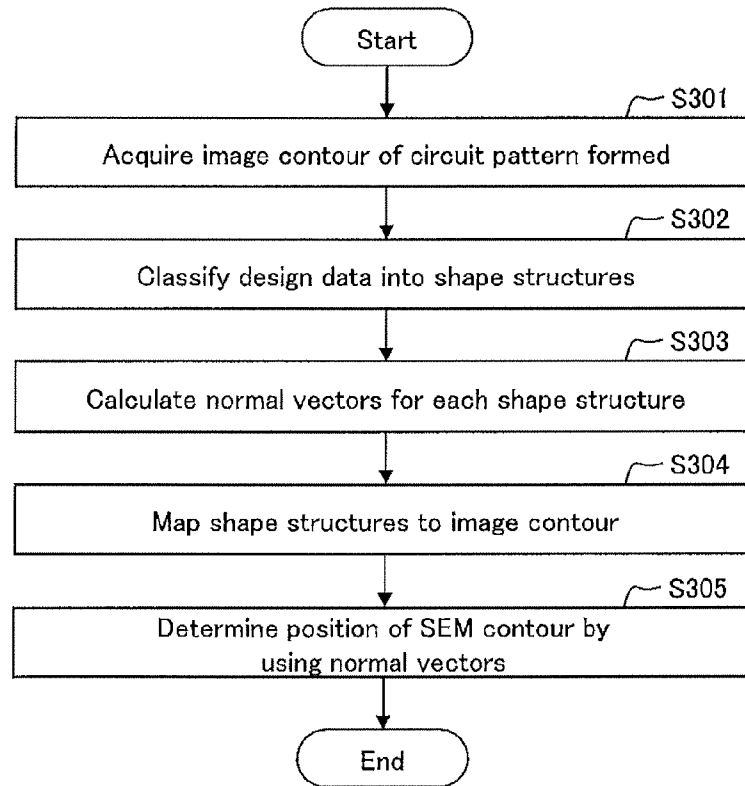 Start
S301
Acquire image contour of circuit pattern formed
S302
Classify design data into shape structures
S303
Calculate normal vectors for each shape structure
S304
Map shape structures to image contour
S305
Determine position of SEM contour by
using normal vectors
End